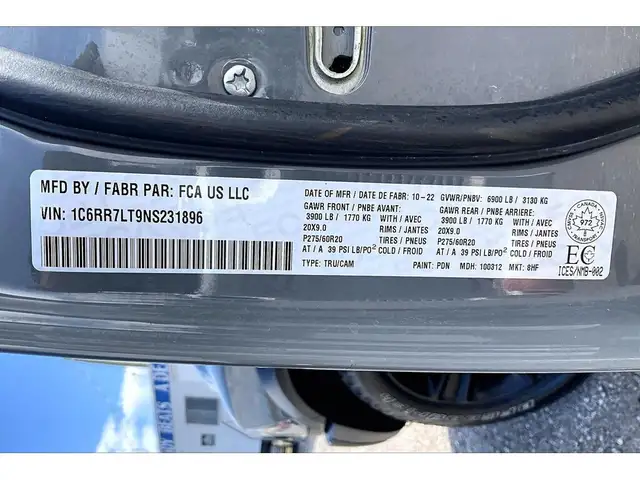 MFD BY / FABR PAR: FCA US LLC
VIN: 1C6RR7LT9NS231896
DATE OF MFR / DATE DE FABR: 10-22 GVWR/PNBV: 6900 LB / 3130 KG
GAWR FRONT / PNBE AVANT: GAWR REAR / PNBE ARRIERE:
3900 LB / 1770 KG WITH / AVEC 3900 LB / 1770 KG WITH / AVEC
20X9.0 RIMS / JANTES 20X9.0 RIMS / JANTES
P275/60R20 TIRES / PNEUS P275/60R20 TIRES / PNEUS
AT / A 39 PSI LB/PO² COLD / FROID AT / A 39 PSI LB/PO² COLD / FROID
TYPE: TRU/CAM PAINT: PDN MDH: 100312 MKT: 8HF
CANADA
TRANSPORT
972
EC
ICES/NMB-002